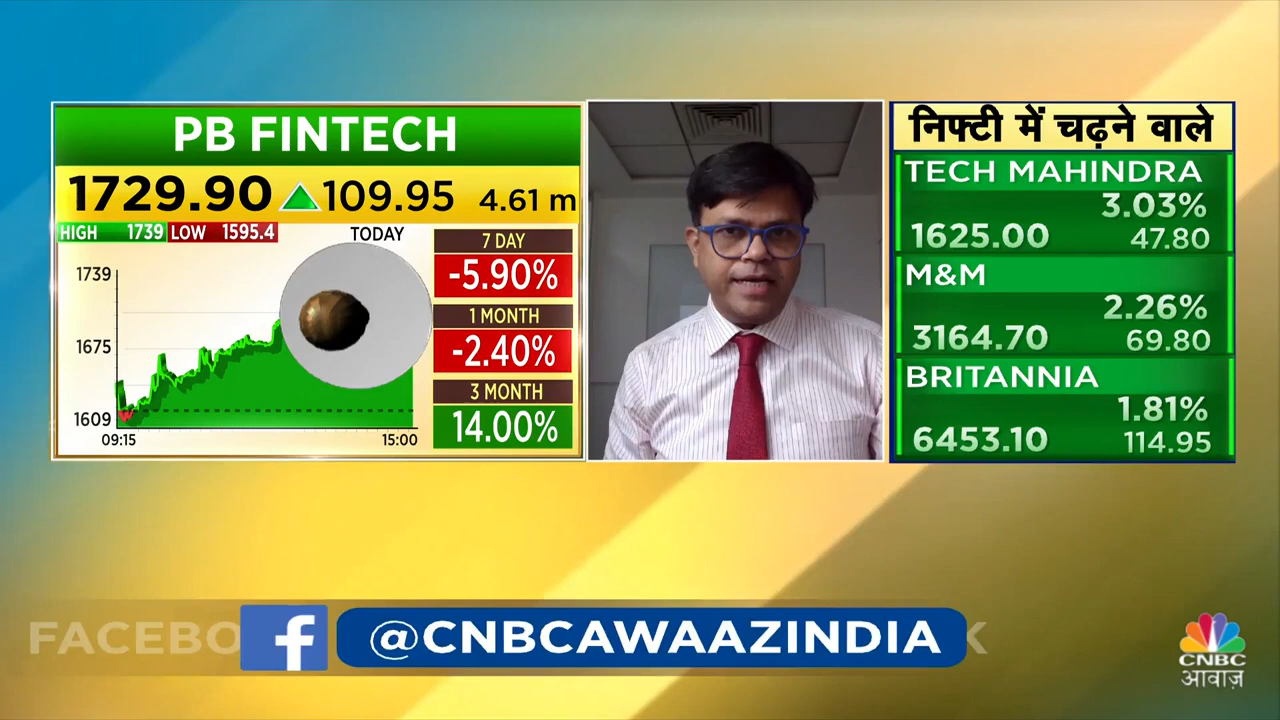 PB FINTECH
1729.90 109.95 4.61 m
HIGH 1739 LOW 1595.4
TODAY
1739
1675
1609
09:15 15:00
7 DAY
-5.90%
1 MONTH
-2.40%
3 MONTH
14.00%
निफ्टी में चढ़ने वाले
TECH MAHINDRA
3.03%
1625.00 47.80
M&M
2.26%
3164.70 69.80
BRITANNIA
1.81%
6453.10 114.95
FACEBO K
f @CNBCAWAAZINDIA
CNBC
आवाज़